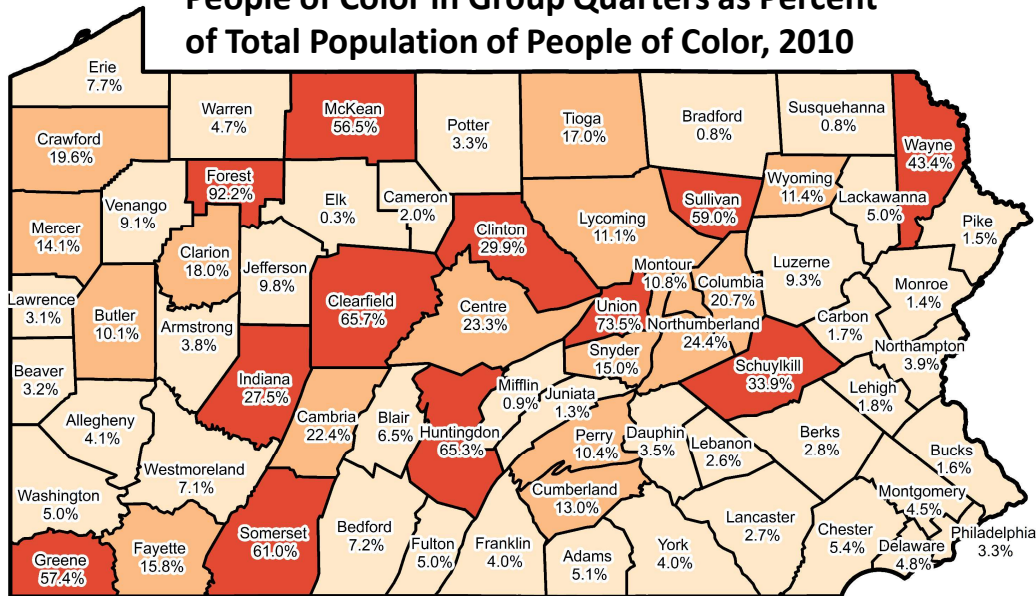 People of Color in Group Quarters as Percent
of Total Population of People of Color, 2010
Erie
7.7%
Warren
4.7%
McKean
56.5%
Potter
3.3%
Tioga
17.0%
Bradford
0.8%
Susquehanna
0.8%
Wayne
43.4%
Crawford
19.6%
Forest
92.2%
Elk
0.3%
Cameron
2.0%
Sullivan
59.0%
Wyoming
11.4%
Lackawanna
5.0%
Pike
1.5%
Mercer
14.1%
Venango
9.1%
Clarion
18.0%
Jefferson
9.8%
Clinton
29.9%
Lycoming
11.1%
Montour
10.8%
Columbia
20.7%
Luzerne
9.3%
Monroe
1.4%
Lawrence
3.1%
Butler
10.1%
Armstrong
3.8%
Clearfield
65.7%
Centre
23.3%
Union
73.5%
Northumberland
24.4%
Carbon
1.7%
Northampton
3.9%
Beaver
3.2%
Indiana
27.5%
Snyder
15.0%
Schuylkill
33.9%
Lehigh
1.8%
Allegheny
4.1%
Cambria
22.4%
Blair
6.5%
Huntingdon
65.3%
Mifflin
0.9%
Juniata
1.3%
Perry
10.4%
Dauphin
3.5%
Lebanon
2.6%
Berks
2.8%
Bucks
1.6%
Westmoreland
7.1%
Washington
5.0%
Cumberland
13.0%
Montgomery
4.5%
Greene
57.4%
Fayette
15.8%
Somerset
61.0%
Bedford
7.2%
Fulton
5.0%
Franklin
4.0%
Adams
5.1%
York
4.0%
Lancaster
2.7%
Chester
5.4%
Delaware
4.8%
Philadelphia
3.3%